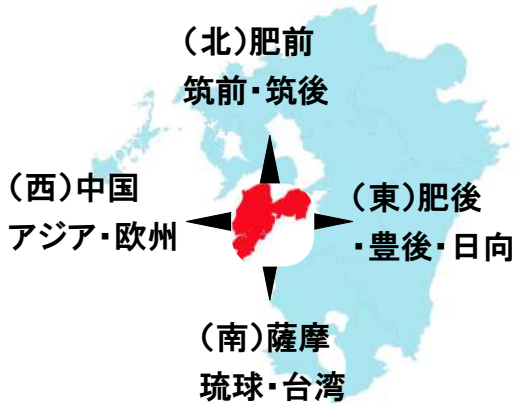 （北）肥前
筑前・筑後
（西）中国
アジア・欧州
（東）肥後
・豊後・日向
（南）薩摩
琉球・台湾